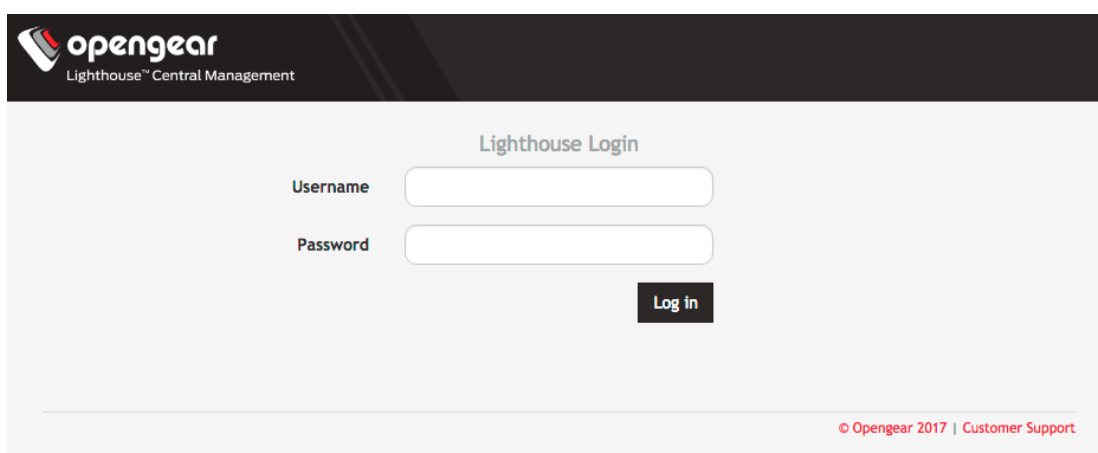 opengear
Lighthouse™ Central Management
Lighthouse Login
Username
Password
Log in
© Opengear 2017 | Customer Support